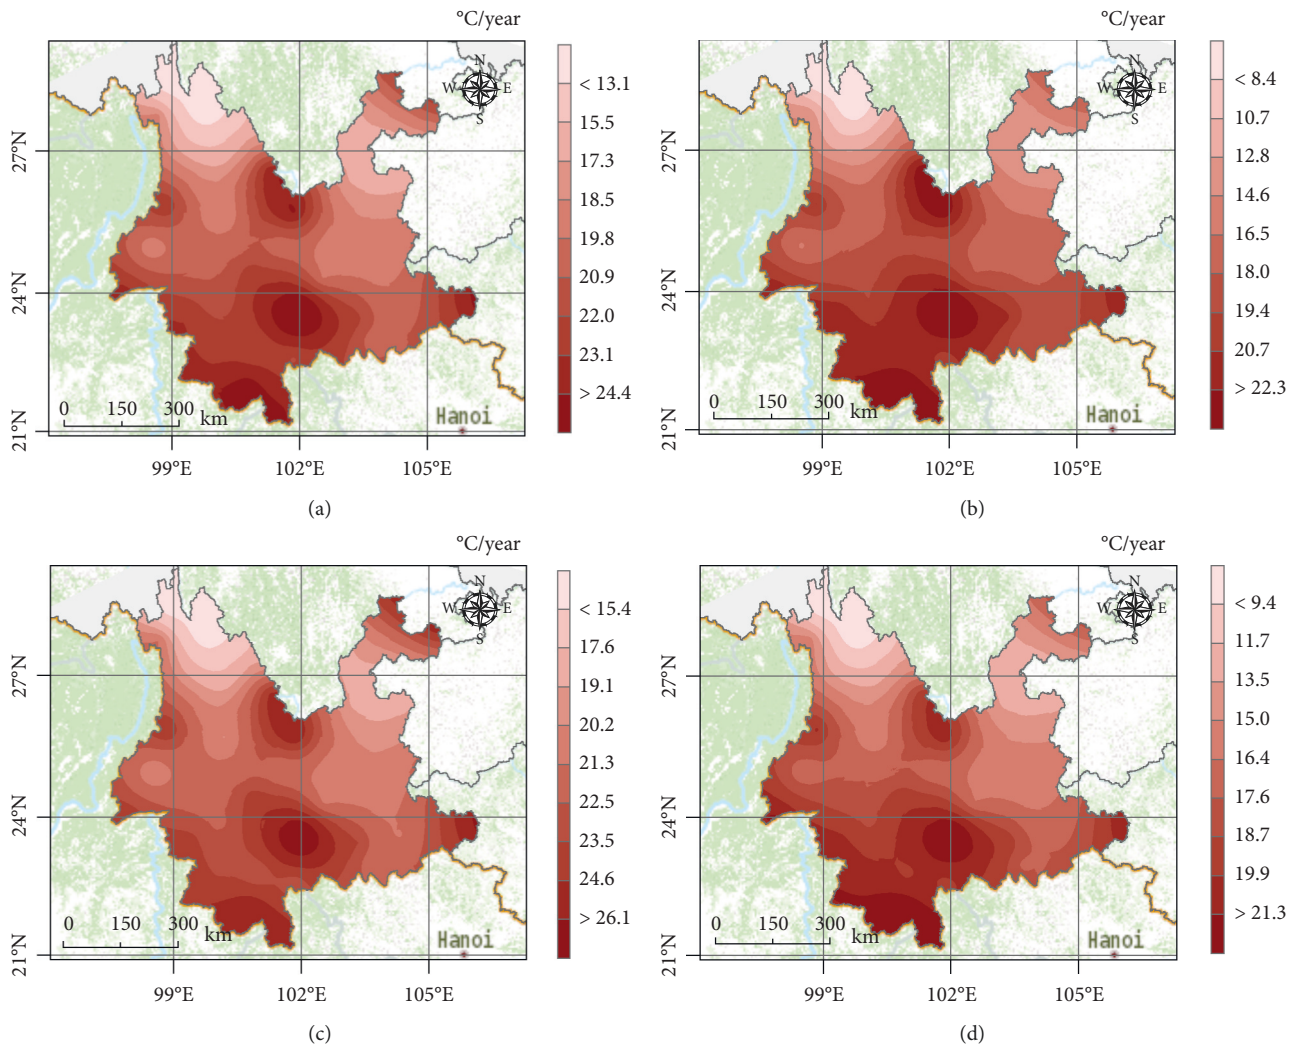 °C/year
< 13.1
15.5
17.3
18.5
19.8
20.9
22.0
23.1
> 24.4
27°N
24°N
21°N
N
W E
S
0 150 300 km
Hanoi
99°E 102°E 105°E
(a)
°C/year
< 8.4
10.7
12.8
14.6
16.5
18.0
19.4
20.7
> 22.3
27°N
24°N
21°N
N
W E
S
0 150 300 km
Hanoi
99°E 102°E 105°E
(b)
°C/year
< 15.4
17.6
19.1
20.2
21.3
22.5
23.5
24.6
> 26.1
27°N
24°N
21°N
N
W E
S
0 150 300 km
Hanoi
99°E 102°E 105°E
(c)
°C/year
< 9.4
11.7
13.5
15.0
16.4
17.6
18.7
19.9
> 21.3
27°N
24°N
21°N
N
W E
S
0 150 300 km
Hanoi
99°E 102°E 105°E
(d)